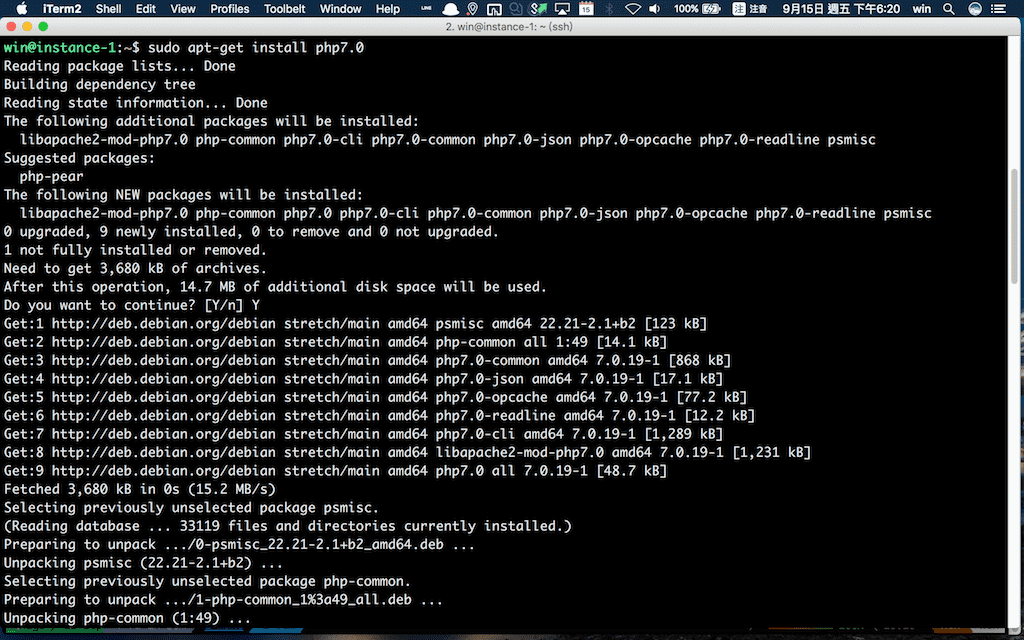 iTerm2 Shell Edit View Profiles Toolbelt Window Help LINE 15 100% 注 注音 9月15日 週五 下午6:20 win
2. win@instance-1: ~ (ssh)
win@instance-1:~$ sudo apt-get install php7.0
Reading package lists... Done
Building dependency tree
Reading state information... Done
The following additional packages will be installed:
  libapache2-mod-php7.0 php-common php7.0-cli php7.0-common php7.0-json php7.0-opcache php7.0-readline psmisc
Suggested packages:
  php-pear
The following NEW packages will be installed:
  libapache2-mod-php7.0 php-common php7.0 php7.0-cli php7.0-common php7.0-json php7.0-opcache php7.0-readline psmisc
0 upgraded, 9 newly installed, 0 to remove and 0 not upgraded.
1 not fully installed or removed.
Need to get 3,680 kB of archives.
After this operation, 14.7 MB of additional disk space will be used.
Do you want to continue? [Y/n] Y
Get:1 http://deb.debian.org/debian stretch/main amd64 psmisc amd64 22.21-2.1+b2 [123 kB]
Get:2 http://deb.debian.org/debian stretch/main amd64 php-common all 1:49 [14.1 kB]
Get:3 http://deb.debian.org/debian stretch/main amd64 php7.0-common amd64 7.0.19-1 [868 kB]
Get:4 http://deb.debian.org/debian stretch/main amd64 php7.0-json amd64 7.0.19-1 [17.1 kB]
Get:5 http://deb.debian.org/debian stretch/main amd64 php7.0-opcache amd64 7.0.19-1 [77.2 kB]
Get:6 http://deb.debian.org/debian stretch/main amd64 php7.0-readline amd64 7.0.19-1 [12.2 kB]
Get:7 http://deb.debian.org/debian stretch/main amd64 php7.0-cli amd64 7.0.19-1 [1,289 kB]
Get:8 http://deb.debian.org/debian stretch/main amd64 libapache2-mod-php7.0 amd64 7.0.19-1 [1,231 kB]
Get:9 http://deb.debian.org/debian stretch/main amd64 php7.0 all 7.0.19-1 [48.7 kB]
Fetched 3,680 kB in 0s (15.2 MB/s)
Selecting previously unselected package psmisc.
(Reading database ... 33119 files and directories currently installed.)
Preparing to unpack .../0-psmisc_22.21-2.1+b2_amd64.deb ...
Unpacking psmisc (22.21-2.1+b2) ...
Selecting previously unselected package php-common.
Preparing to unpack .../1-php-common_1%3a49_all.deb ...
Unpacking php-common (1:49) ...